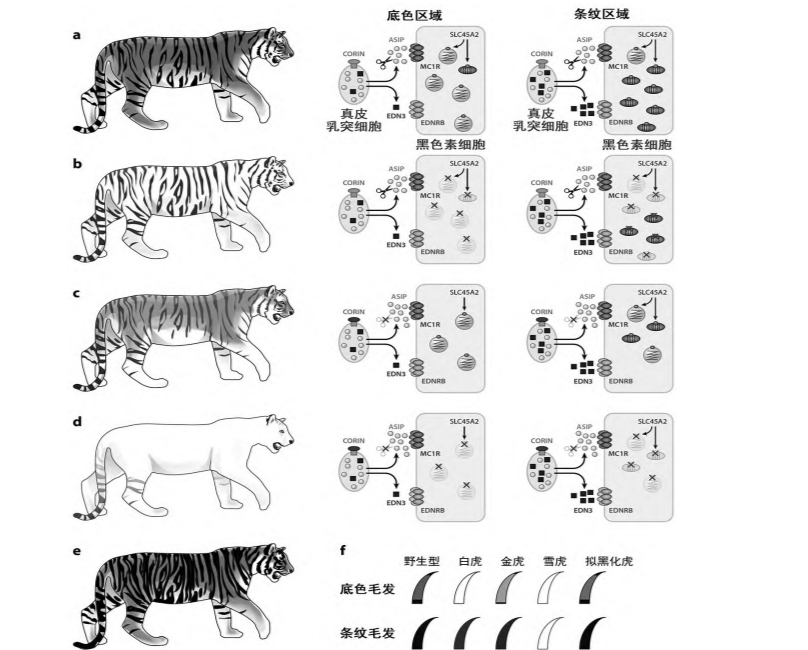 底色区域 条纹区域
a
CORIN ASIP SLC45A2 MC1R EDN3 EDNRB
真皮
乳突细胞
CORIN ASIP SLC45A2 MC1R EDN3 EDNRB
真皮
乳突细胞
黑色素细胞 黑色素细胞
b
CORIN ASIP SLC45A2 MC1R EDN3 EDNRB
CORIN ASIP SLC45A2 MC1R EDN3 EDNRB
c
CORIN ASIP SLC45A2 MC1R EDN3 EDNRB
CORIN ASIP SLC45A2 MC1R EDN3 EDNRB
d
CORIN ASIP SLC45A2 MC1R EDN3 EDNRB
CORIN ASIP SLC45A2 MC1R EDN3 EDNRB
e f
野生型 白虎 金虎 雪虎 拟黑化虎
底色毛发
条纹毛发